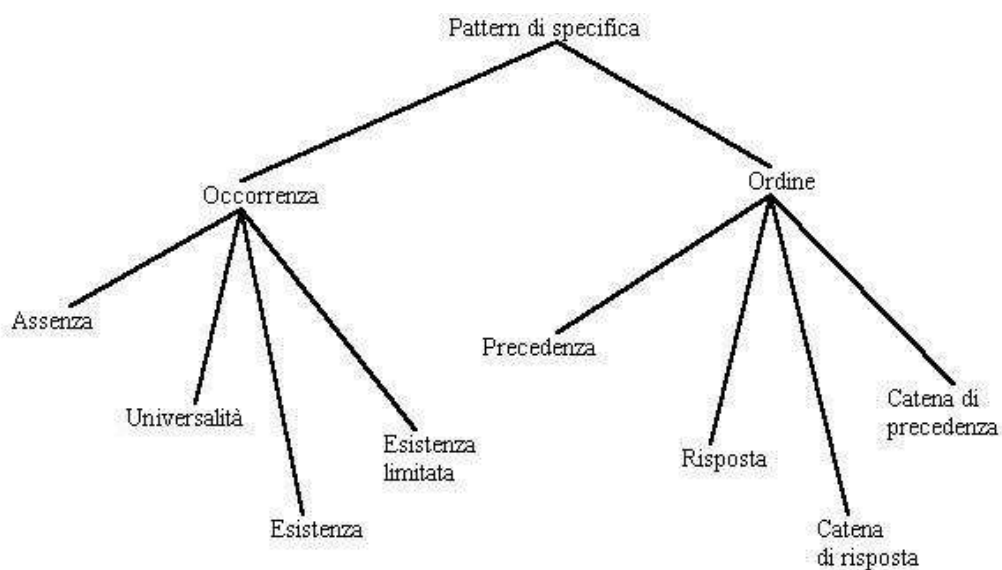 Pattern di specifica
Occorrenza
Ordine
Assenza
Universalità
Esistenza
Esistenza
limitata
Precedenza
Risposta
Catena
di risposta
Catena di
precedenza